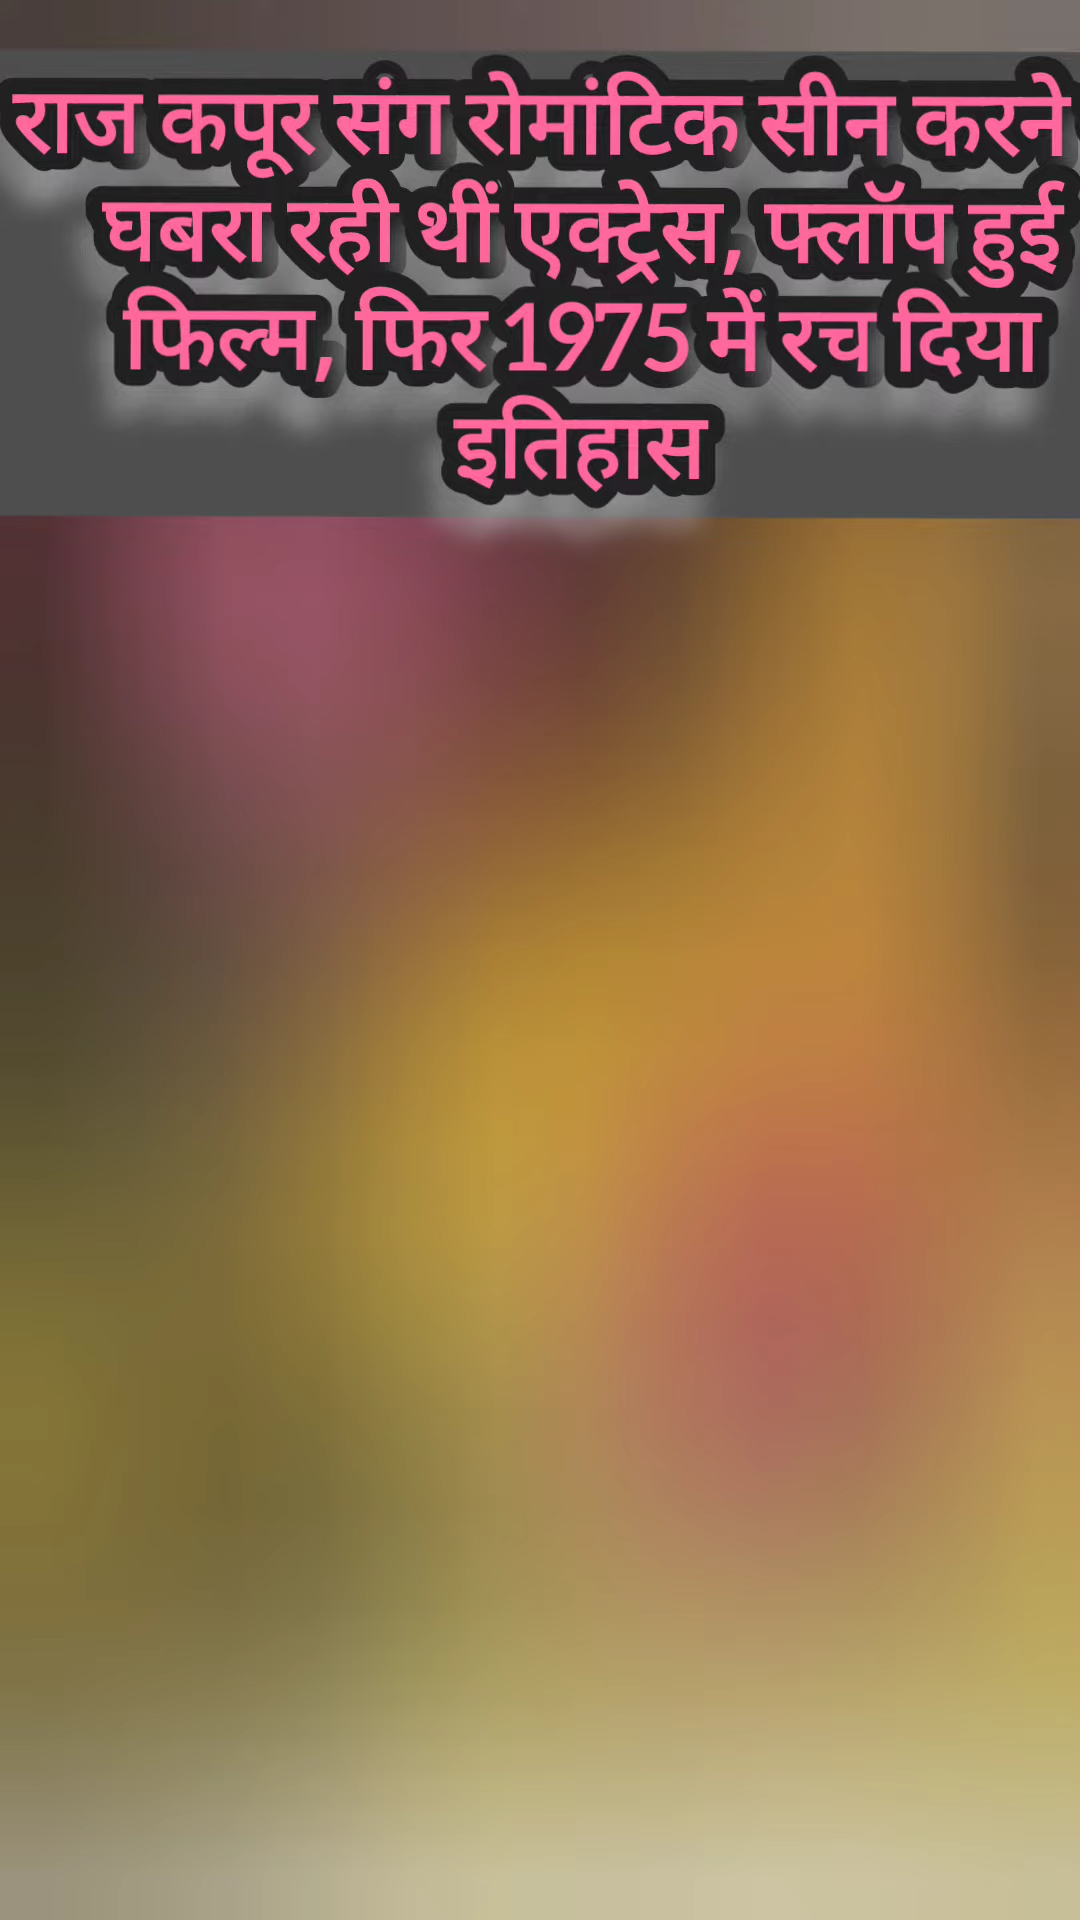 राज कपूर संग रोमांटिक सीन करने
घबरा रही थीं एक्ट्रेस, फ्लॉप हुई
फिल्म, फिर 1975 में रच दिया
इतिहास